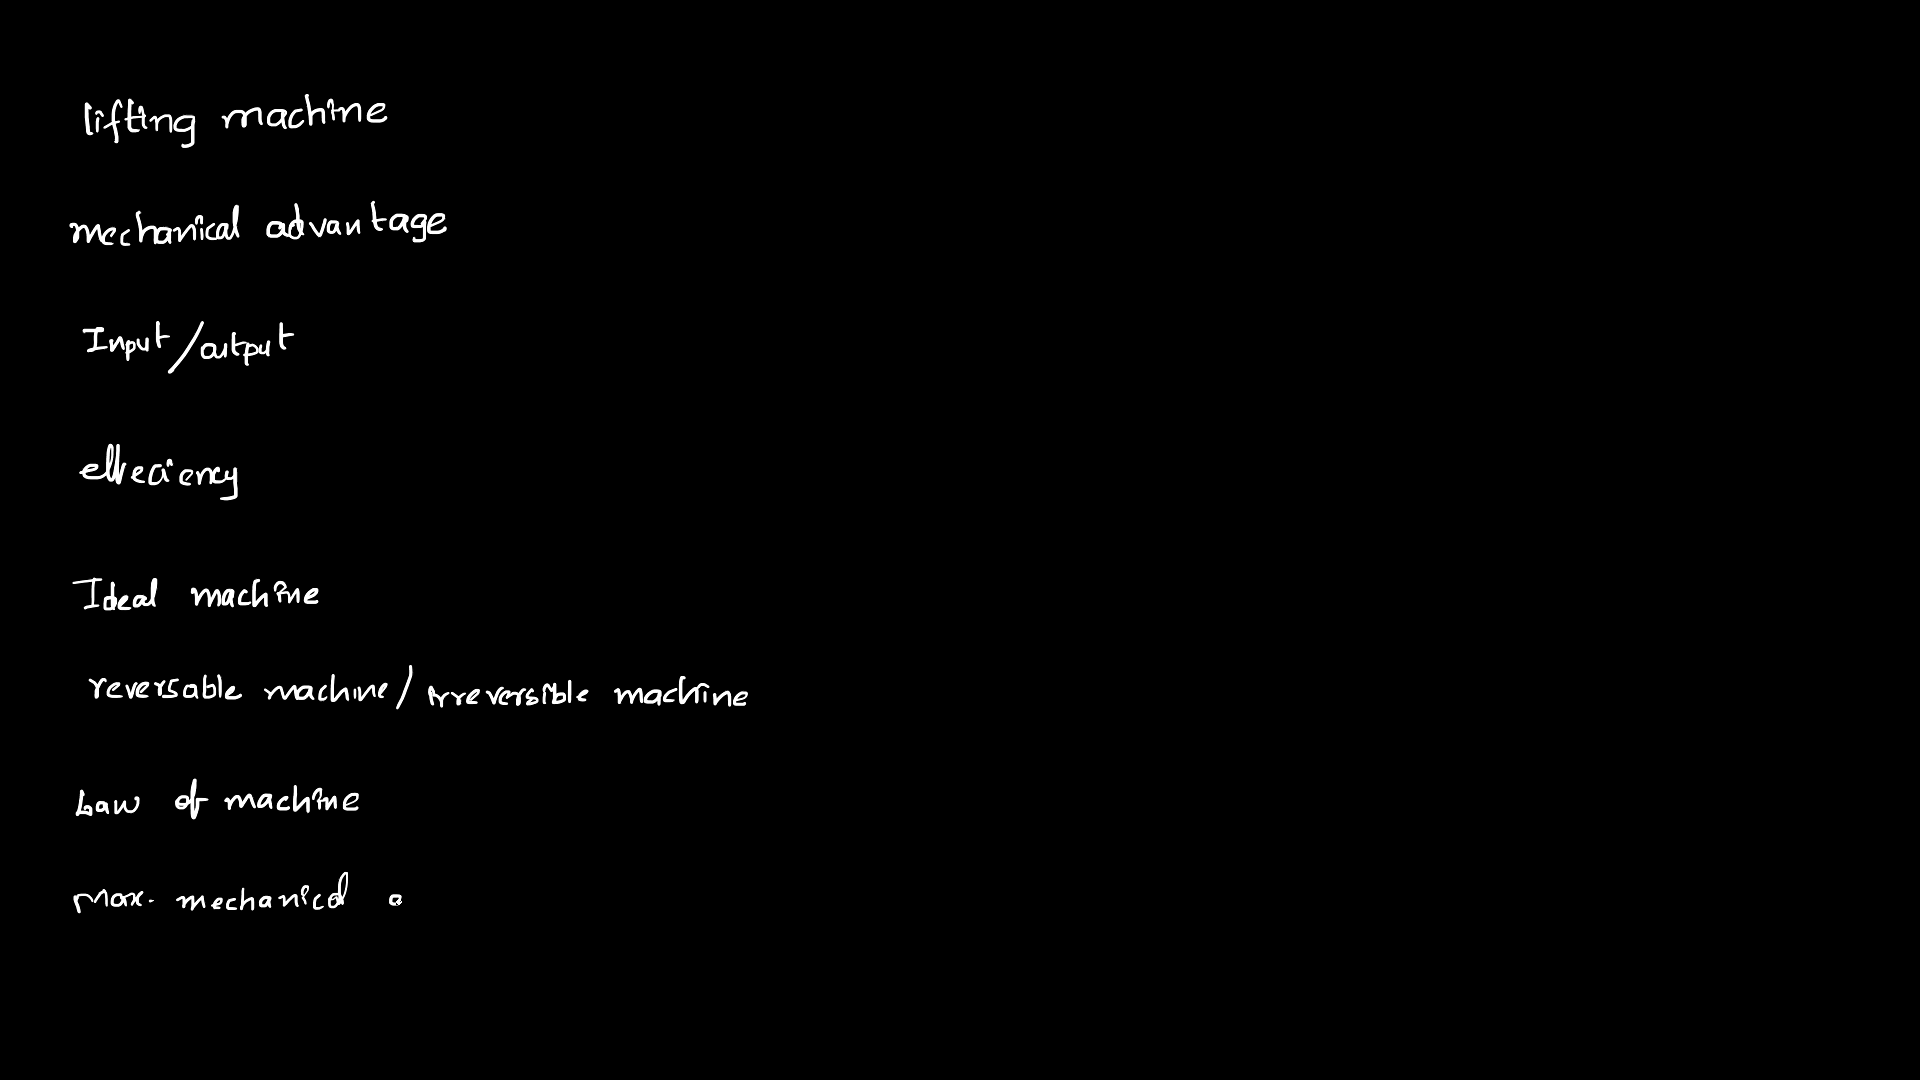 lifting machine
mechanical advantage
Input/output
effeciency
Ideal machine
reversable machine/irreversible machine
Law of machine
Max. mechanical a